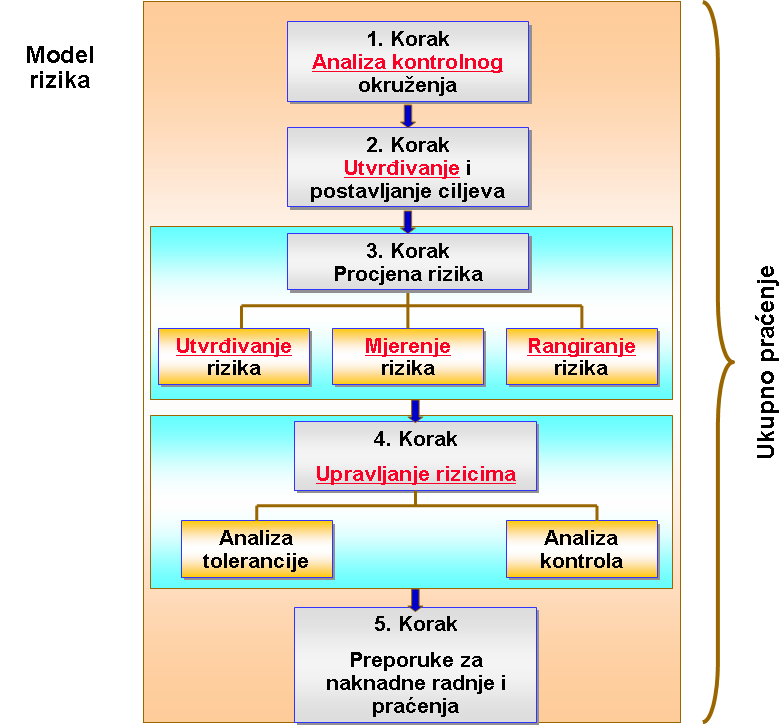 Model
rizika
1. Korak
Analiza kontrolnog
okruženja
2. Korak
Utvrđivanje i
postavljanje ciljeva
3. Korak
Procjena rizika
Utvrđivanje
rizika
Mjerenje
rizika
Rangiranje
rizika
4. Korak
Upravljanje rizicima
Analiza
tolerancije
Analiza
kontrola
5. Korak
Preporuke za
naknadne radnje i
praćenja
Ukupno praćenje